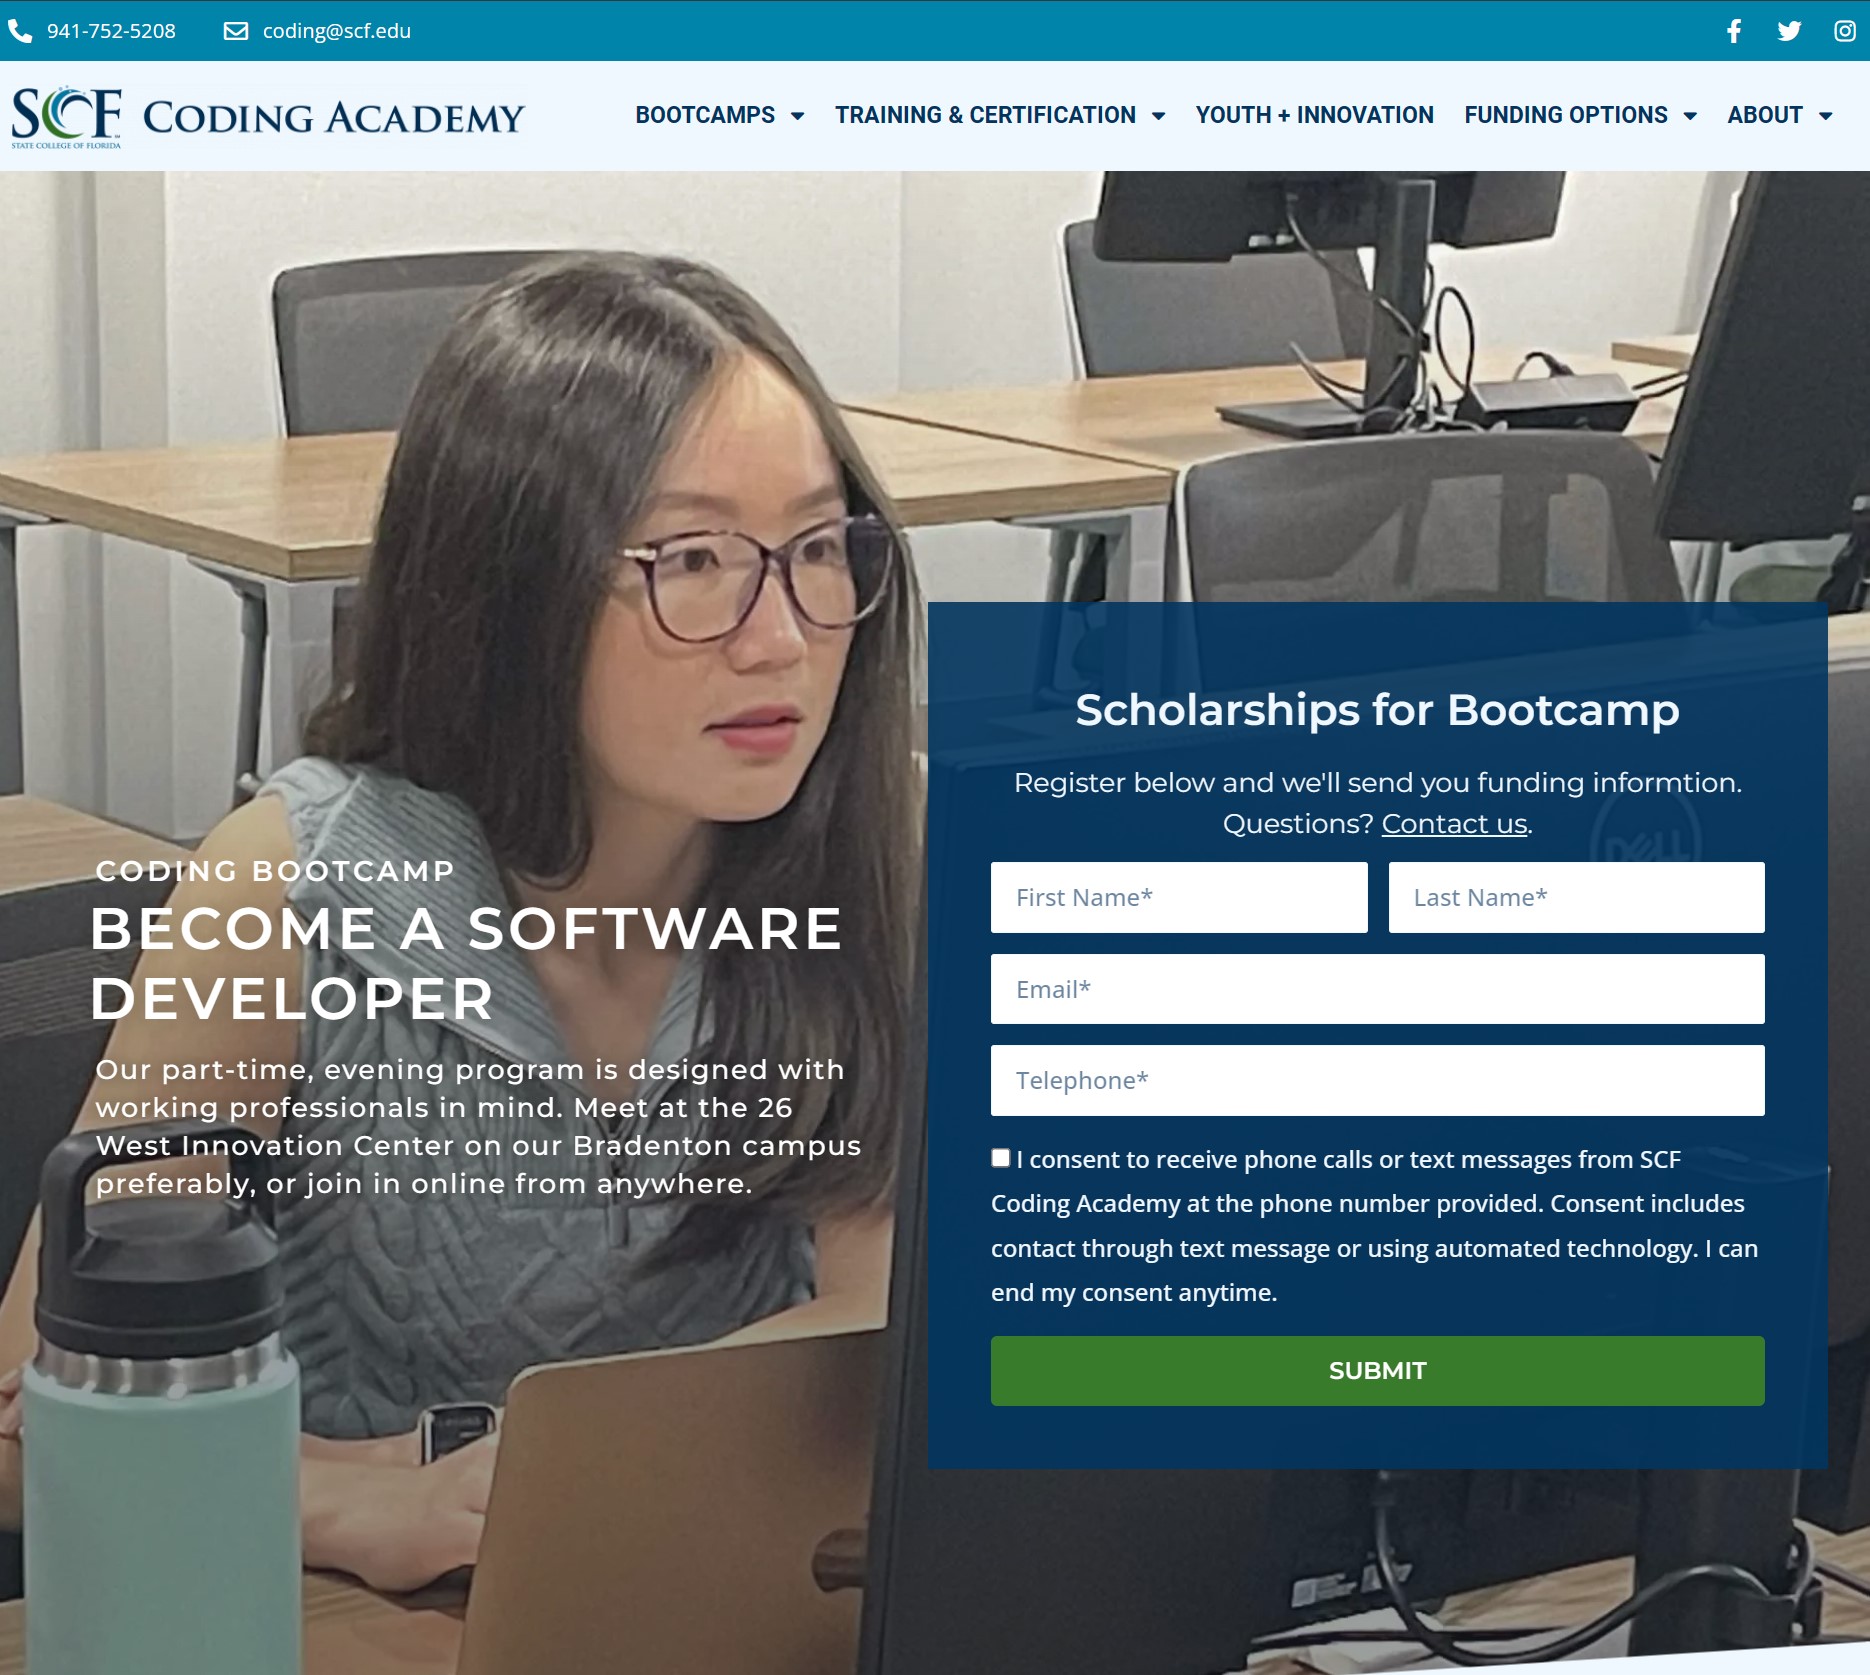 941-752-5208
coding@scf.edu
SCF
STATE COLLEGE OF FLORIDA
CODING ACADEMY
BOOTCAMPS
TRAINING & CERTIFICATION
YOUTH + INNOVATION
FUNDING OPTIONS
ABOUT
CODING BOOTCAMP
BECOME A SOFTWARE
DEVELOPER
Our part-time, evening program is designed with
working professionals in mind. Meet at the 26
West Innovation Center on our Bradenton campus
preferably, or join in online from anywhere.
Scholarships for Bootcamp
Register below and we'll send you funding informtion.
Questions? Contact us.
DELL
First Name*
Last Name*
Email*
Telephone*
I consent to receive phone calls or text messages from SCF
Coding Academy at the phone number provided. Consent includes
contact through text message or using automated technology. I can
end my consent anytime.
SUBMIT